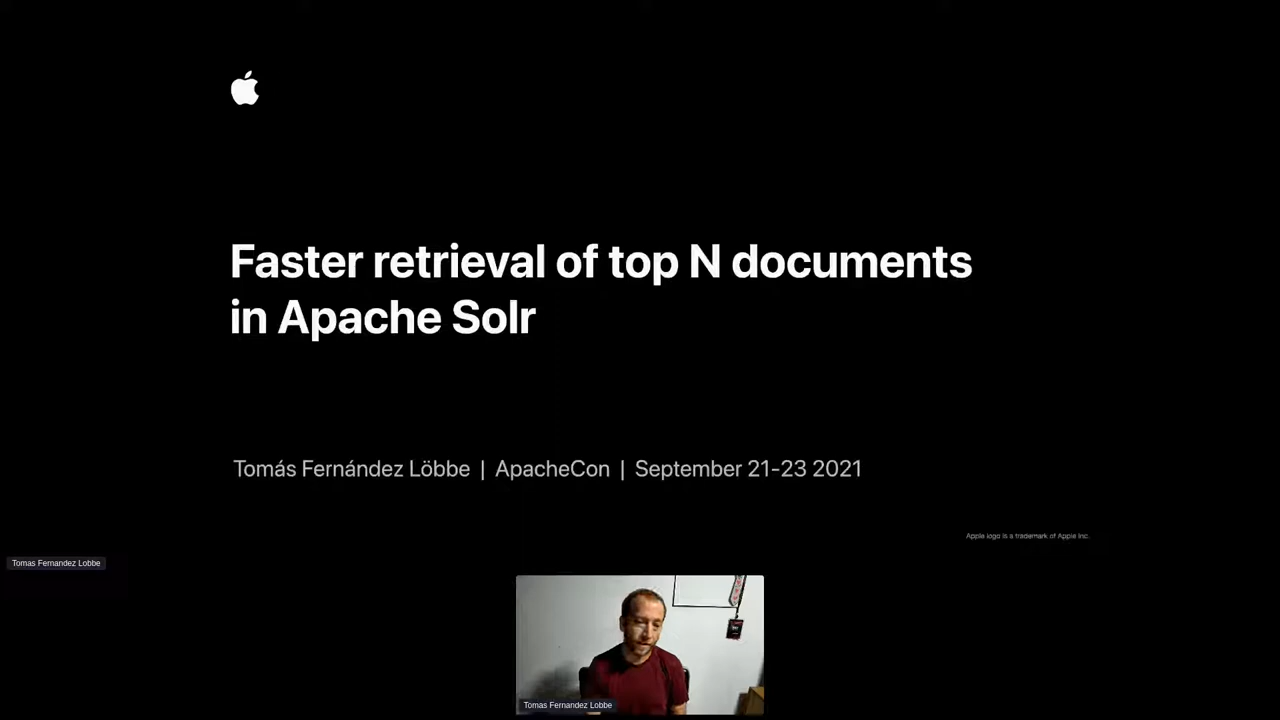 Faster retrieval of top N documents
in Apache Solr
Tomás Fernández Löbbe | ApacheCon | September 21-23 2021
Apple logo is a trademark of Apple Inc.
Tomas Fernandez Lobbe
Tomas Fernandez Lobbe